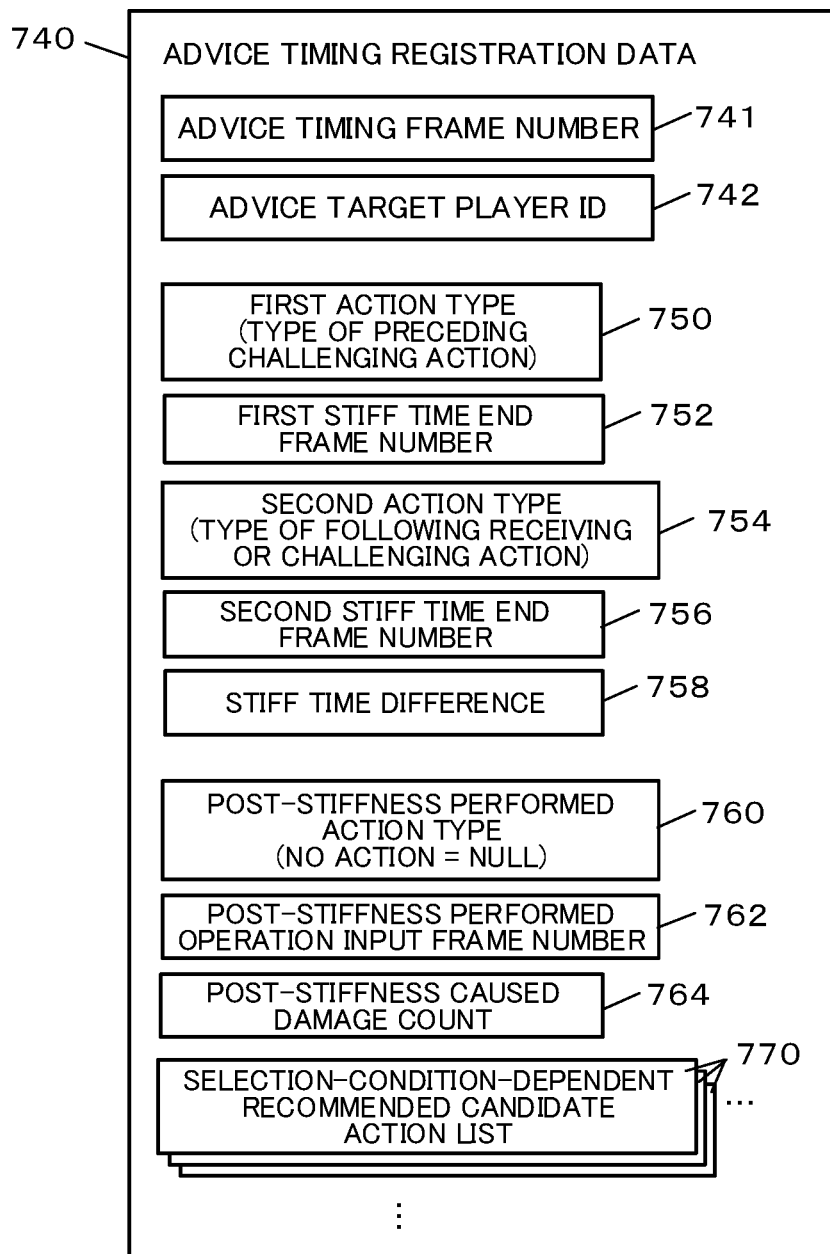 740
ADVICE TIMING REGISTRATION DATA
ADVICE TIMING FRAME NUMBER
741
ADVICE TARGET PLAYER ID
742
FIRST ACTION TYPE
(TYPE OF PRECEDING
CHALLENGING ACTION)
750
FIRST STIFF TIME END
FRAME NUMBER
752
SECOND ACTION TYPE
(TYPE OF FOLLOWING RECEIVING
OR CHALLENGING ACTION)
754
SECOND STIFF TIME END
FRAME NUMBER
756
STIFF TIME DIFFERENCE
758
POST-STIFFNESS PERFORMED
ACTION TYPE
(NO ACTION = NULL)
760
POST-STIFFNESS PERFORMED
OPERATION INPUT FRAME NUMBER
762
POST-STIFFNESS CAUSED
DAMAGE COUNT
764
SELECTION-CONDITION-DEPENDENT
RECOMMENDED CANDIDATE
ACTION LIST
770
...
⋮